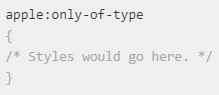 apple:only-of-type
{
/* Styles would go here. */
}